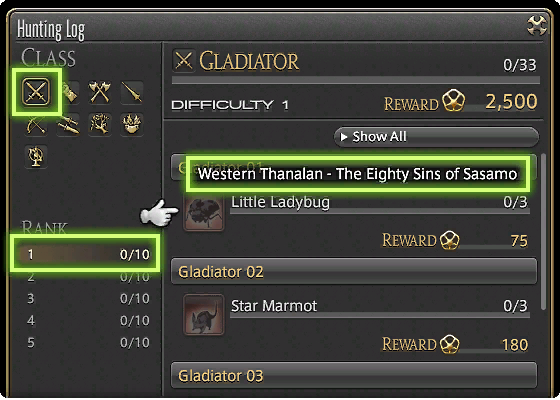 Hunting Log
CLASS
GLADIATOR
0/33
DIFFICULTY 1
REWARD 2,500
Show All
Gladiator 01
Western Thanalan - The Eighty Sins of Sasamo
Little Ladybug 0/3
REWARD 75
Gladiator 02
Star Marmot 0/3
REWARD 180
Gladiator 03
RANK
1 0/10
2 0/10
3 0/10
4 0/10
5 0/10